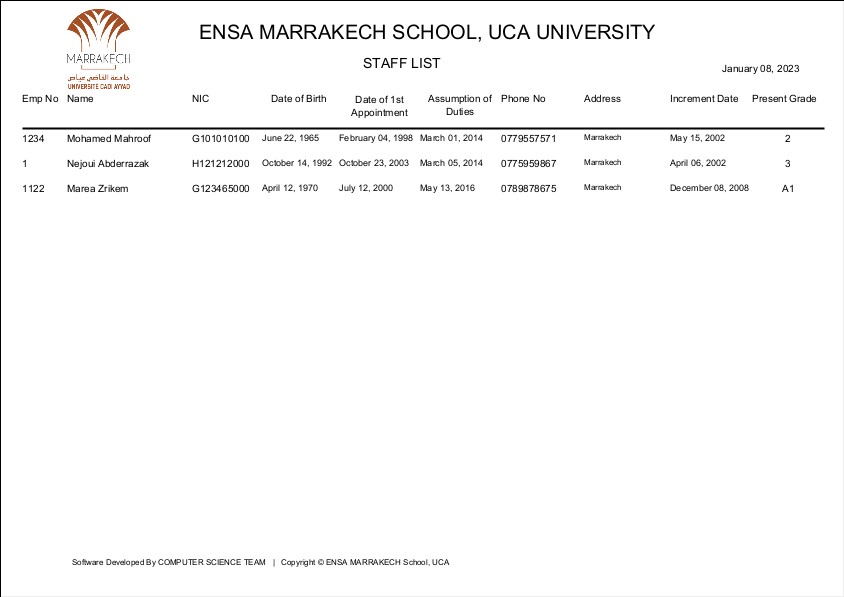 MARRAKECH
جامعة القاضي عياض
UNIVERSITE CADI AYYAD
ENSA MARRAKECH SCHOOL, UCA UNIVERSITY
STAFF LIST
January 08, 2023
Emp No Name NIC Date of Birth Date of 1st Appointment Assumption of Duties Phone No Address Increment Date Present Grade
1234 Mohamed Mahroof G101010100 June 22, 1965 February 04, 1998 March 01, 2014 0779557571 Marrakech May 15, 2002 2
1 Nejoui Abderrazak H121212000 October 14, 1992 October 23, 2003 March 05, 2014 0775959867 Marrakech April 06, 2002 3
1122 Marea Zrikem G123465000 April 12, 1970 July 12, 2000 May 13, 2016 0789878675 Marrakech December 08, 2008 A1
Software Developed By COMPUTER SCIENCE TEAM | Copyright © ENSA MARRAKECH School, UCA